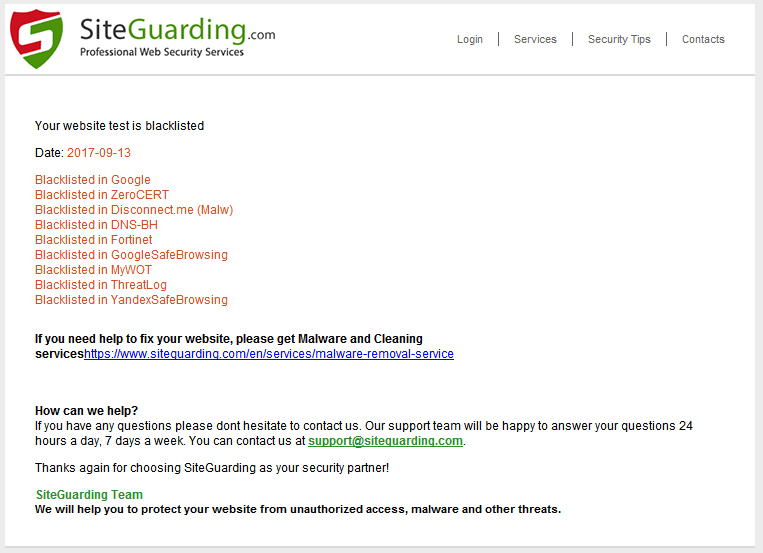 SiteGuarding.com
Professional Web Security Services
Login | Services | Security Tips | Contacts
Your website test is blacklisted
Date: 2017-09-13
Blacklisted in Google
Blacklisted in ZeroCERT
Blacklisted in Disconnect.me (Malw)
Blacklisted in DNS-BH
Blacklisted in Fortinet
Blacklisted in GoogleSafeBrowsing
Blacklisted in MyWOT
Blacklisted in ThreatLog
Blacklisted in YandexSafeBrowsing
If you need help to fix your website, please get Malware and Cleaning
serviceshttps://www.siteguarding.com/en/services/malware-removal-service
How can we help?
If you have any questions please dont hesitate to contact us. Our support team will be happy to answer your questions 24
hours a day, 7 days a week. You can contact us at support@siteguarding.com.
Thanks again for choosing SiteGuarding as your security partner!
SiteGuarding Team
We will help you to protect your website from unauthorized access, malware and other threats.